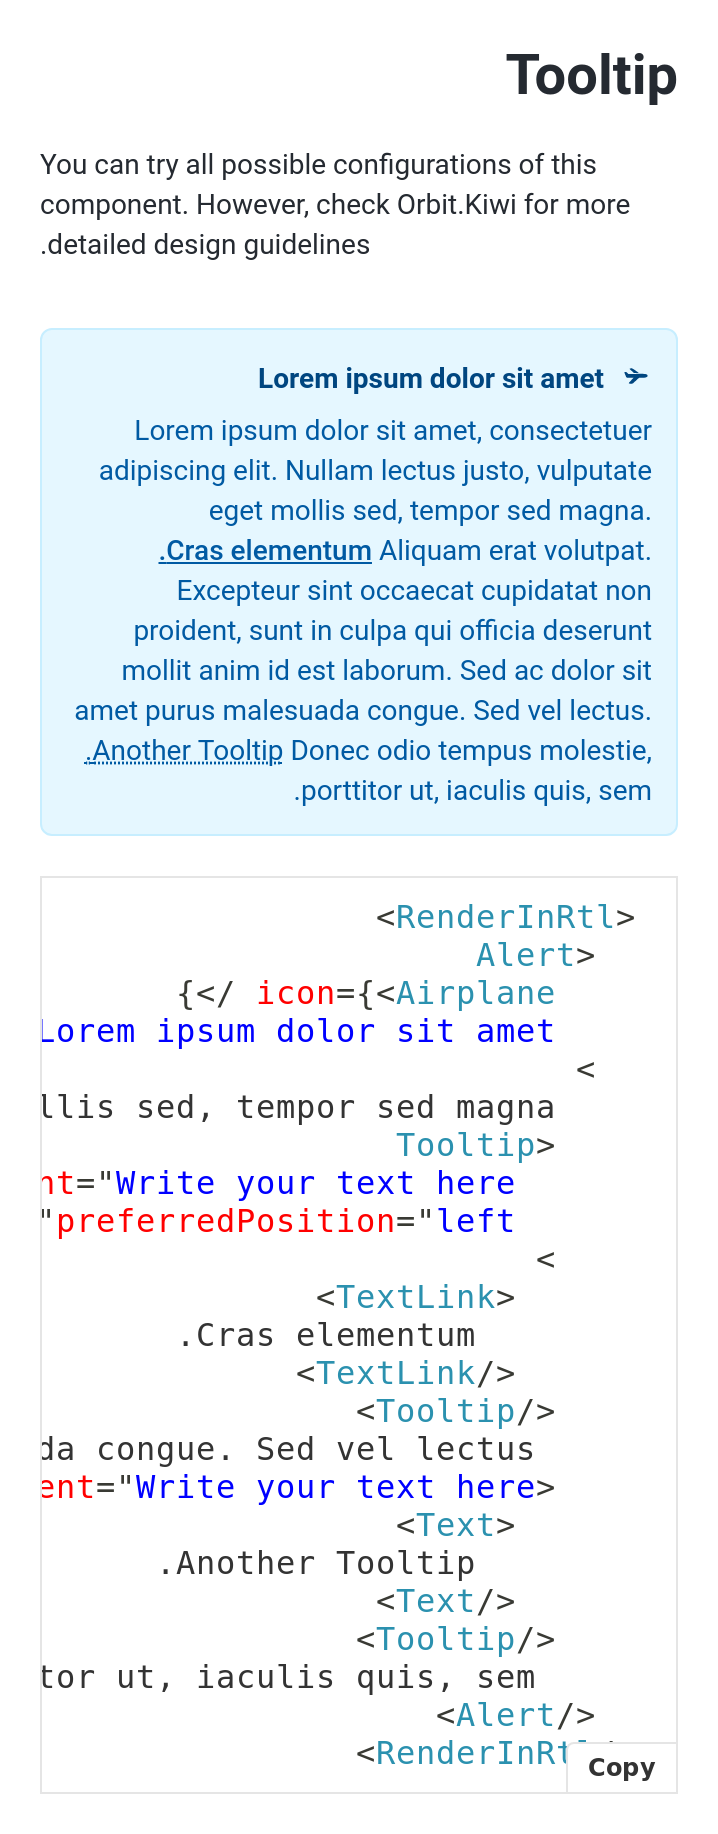 Tooltip
You can try all possible configurations of this
component. However, check Orbit.Kiwi for more
.detailed design guidelines
Lorem ipsum dolor sit amet
Lorem ipsum dolor sit amet, consectetuer
adipiscing elit. Nullam lectus justo, vulputate
eget mollis sed, tempor sed magna.
.Cras elementum Aliquam erat volutpat.
Excepteur sint occaecat cupidatat non
proident, sunt in culpa qui officia deserunt
mollit anim id est laborum. Sed ac dolor sit
amet purus malesuada congue. Sed vel lectus.
.Another Tooltip Donec odio tempus molestie,
.porttitor ut, iaculis quis, sem
<RenderInRtl>
Alert>
{</ icon={<Airplane
Lorem ipsum dolor sit amet
<
llis sed, tempor sed magna
Tooltip>
nt="Write your text here
"preferredPosition="left
<
<TextLink>
.Cras elementum
<TextLink/>
<Tooltip/>
da congue. Sed vel lectus
ent="Write your text here>
<Text>
.Another Tooltip
<Text/>
<Tooltip/>
tor ut, iaculis quis, sem
<Alert/>
<RenderInRtl/>
Copy